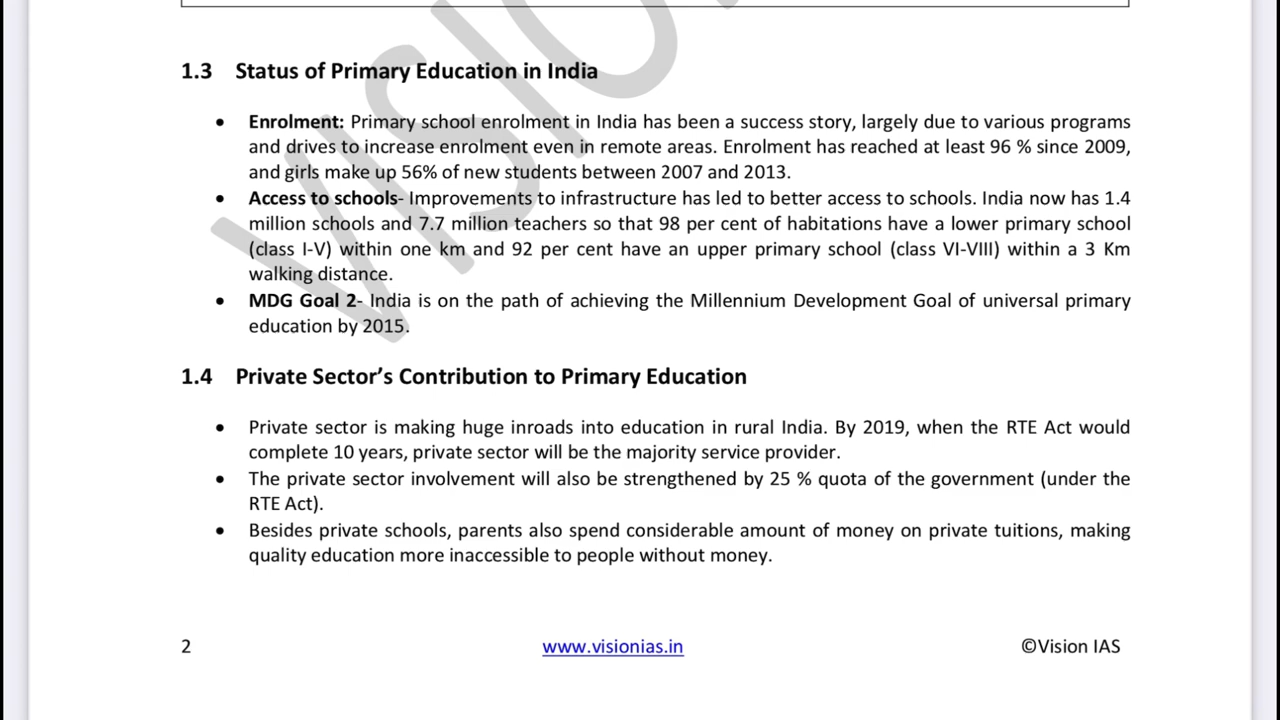 1.3 Status of Primary Education in India
• Enrolment: Primary school enrolment in India has been a success story, largely due to various programs
and drives to increase enrolment even in remote areas. Enrolment has reached at least 96 % since 2009,
and girls make up 56% of new students between 2007 and 2013.
• Access to schools- Improvements to infrastructure has led to better access to schools. India now has 1.4
million schools and 7.7 million teachers so that 98 per cent of habitations have a lower primary school
(class I-V) within one km and 92 per cent have an upper primary school (class VI-VIII) within a 3 Km
walking distance.
• MDG Goal 2- India is on the path of achieving the Millennium Development Goal of universal primary
education by 2015.
1.4 Private Sector’s Contribution to Primary Education
• Private sector is making huge inroads into education in rural India. By 2019, when the RTE Act would
complete 10 years, private sector will be the majority service provider.
• The private sector involvement will also be strengthened by 25 % quota of the government (under the
RTE Act).
• Besides private schools, parents also spend considerable amount of money on private tuitions, making
quality education more inaccessible to people without money.
2 www.visionias.in ©Vision IAS
VISIO